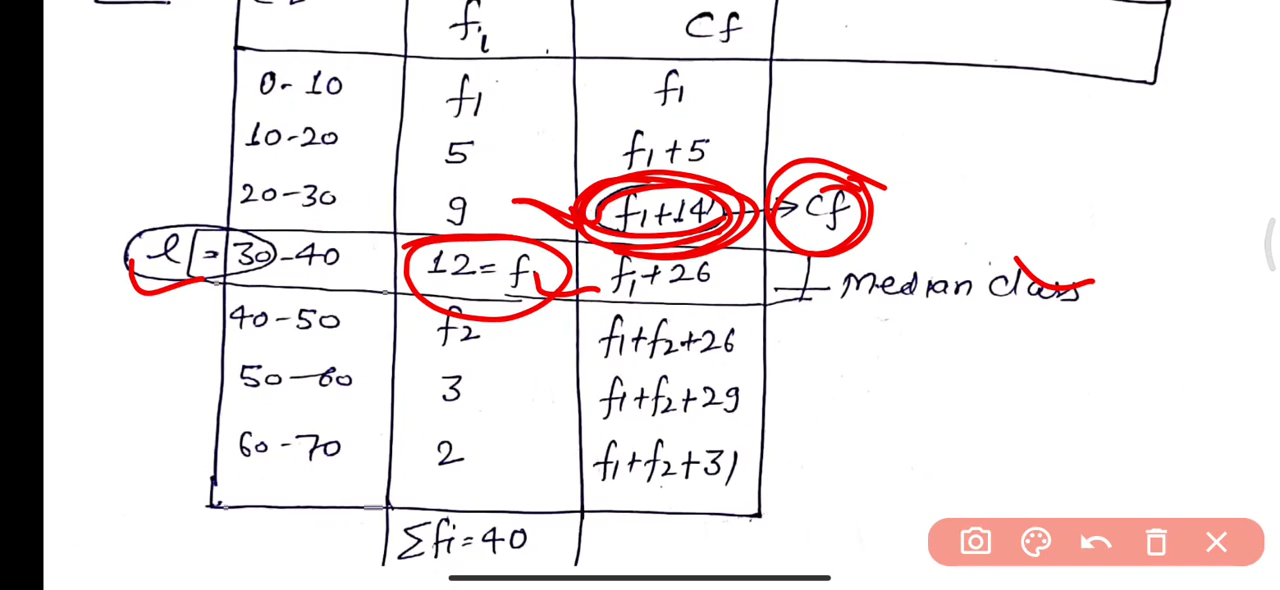 fi Cf
0-10 f1 f1
10-20 5 f1+5
20-30 9 f1+14 → Cf
l = 30-40 12=f f1+26 Median class
40-50 f2 f1+f2+26
50-60 3 f1+f2+29
60-70 2 f1+f2+31
Σfi=40